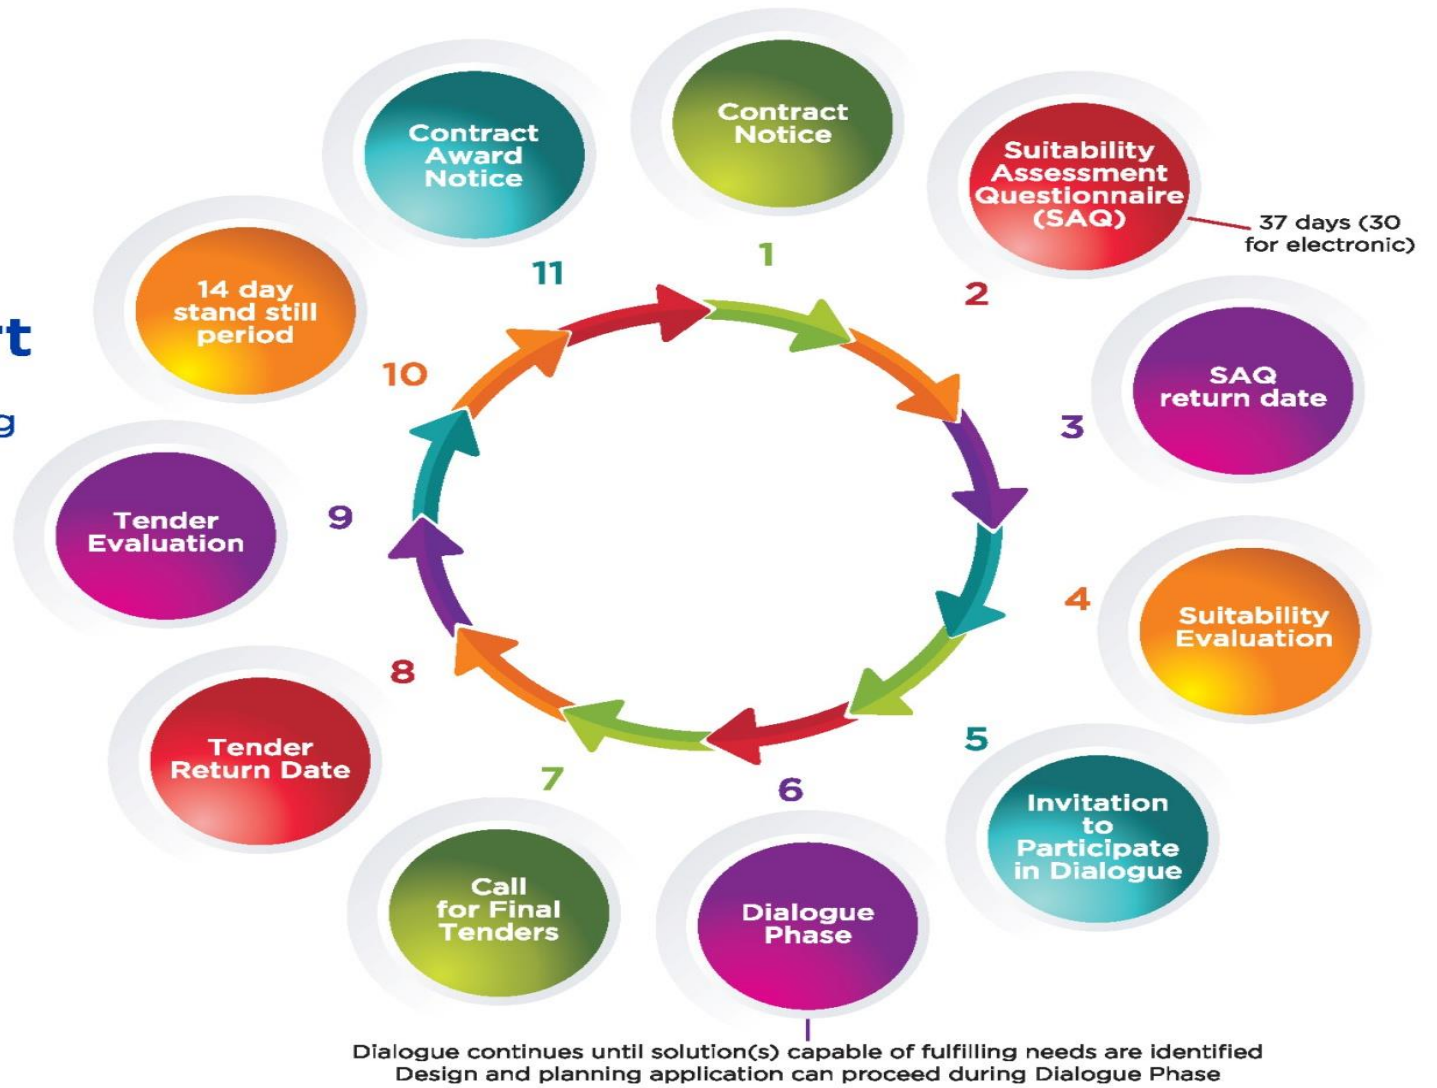 Contract
Notice
1
Suitability
Assessment
Questionnaire
(SAQ)
2
37 days (30
for electronic)
SAQ
return date
3
Suitability
Evaluation
4
Invitation
to
Participate
in Dialogue
5
Dialogue
Phase
6
Dialogue continues until solution(s) capable of fulfilling needs are identified
Design and planning application can proceed during Dialogue Phase
Call
for Final
Tenders
7
Tender
Return Date
8
Tender
Evaluation
9
14 day
stand still
period
10
Contract
Award
Notice
11